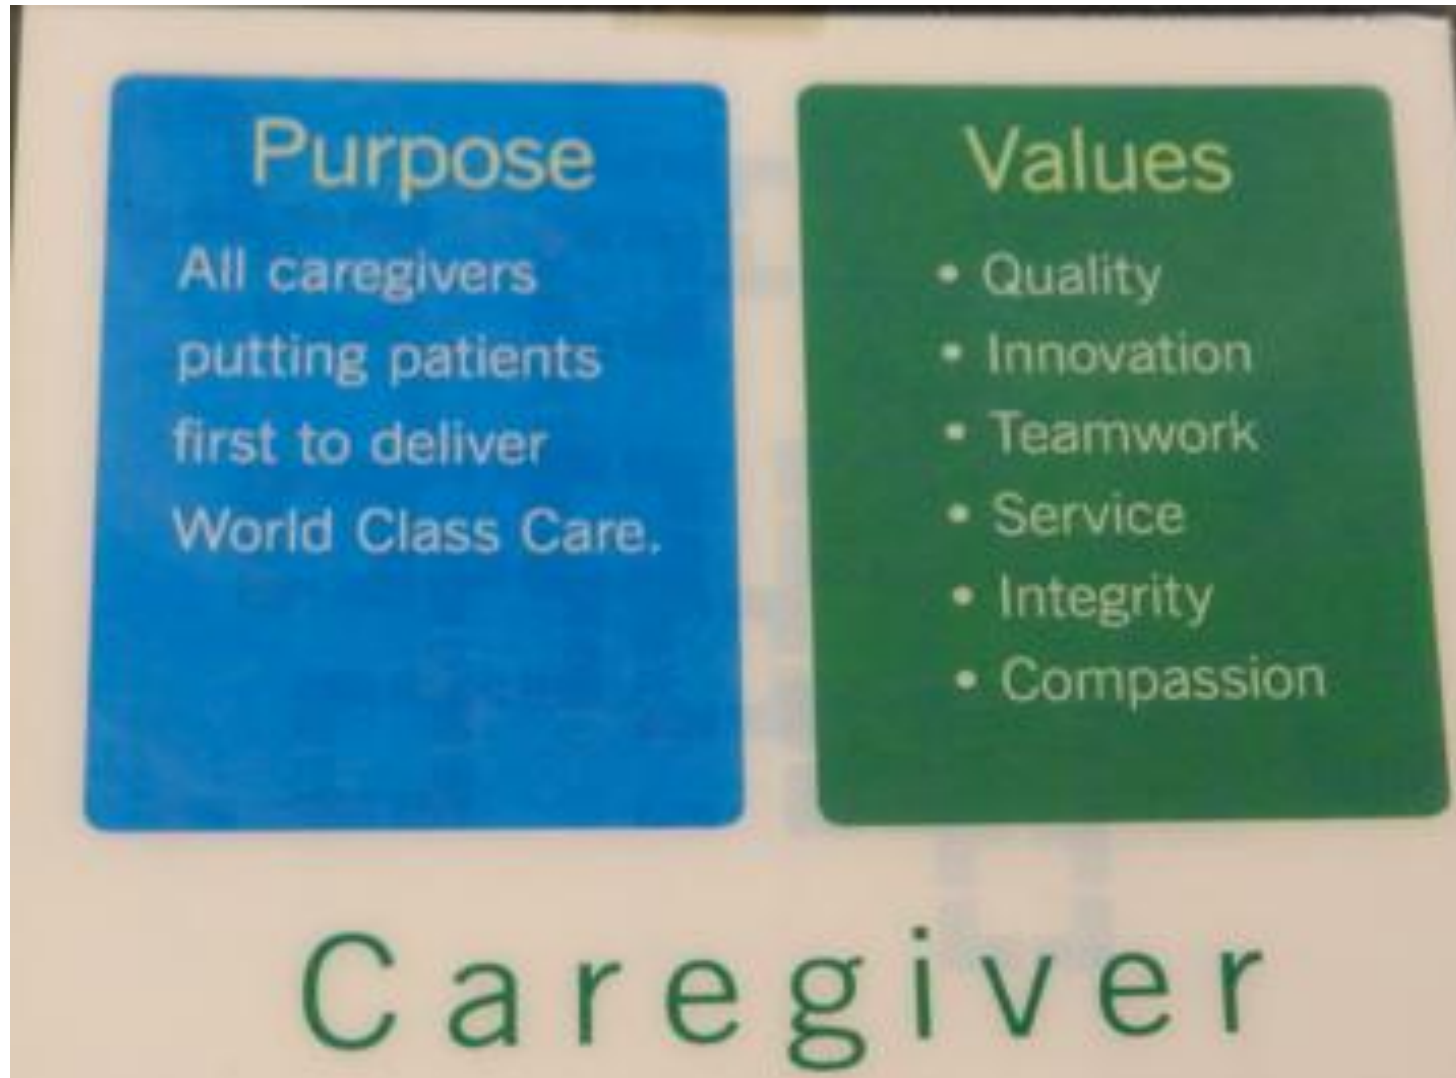 Purpose
All caregivers
putting patients
first to deliver
World Class Care.
Values
• Quality
• Innovation
• Teamwork
• Service
• Integrity
• Compassion
Caregiver